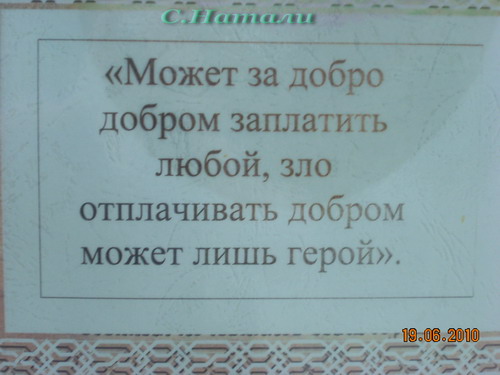 С.Натали
«Может за добро
добром заплатить
любой, зло
отплачивать добром
может лишь герой».
19.06.2010